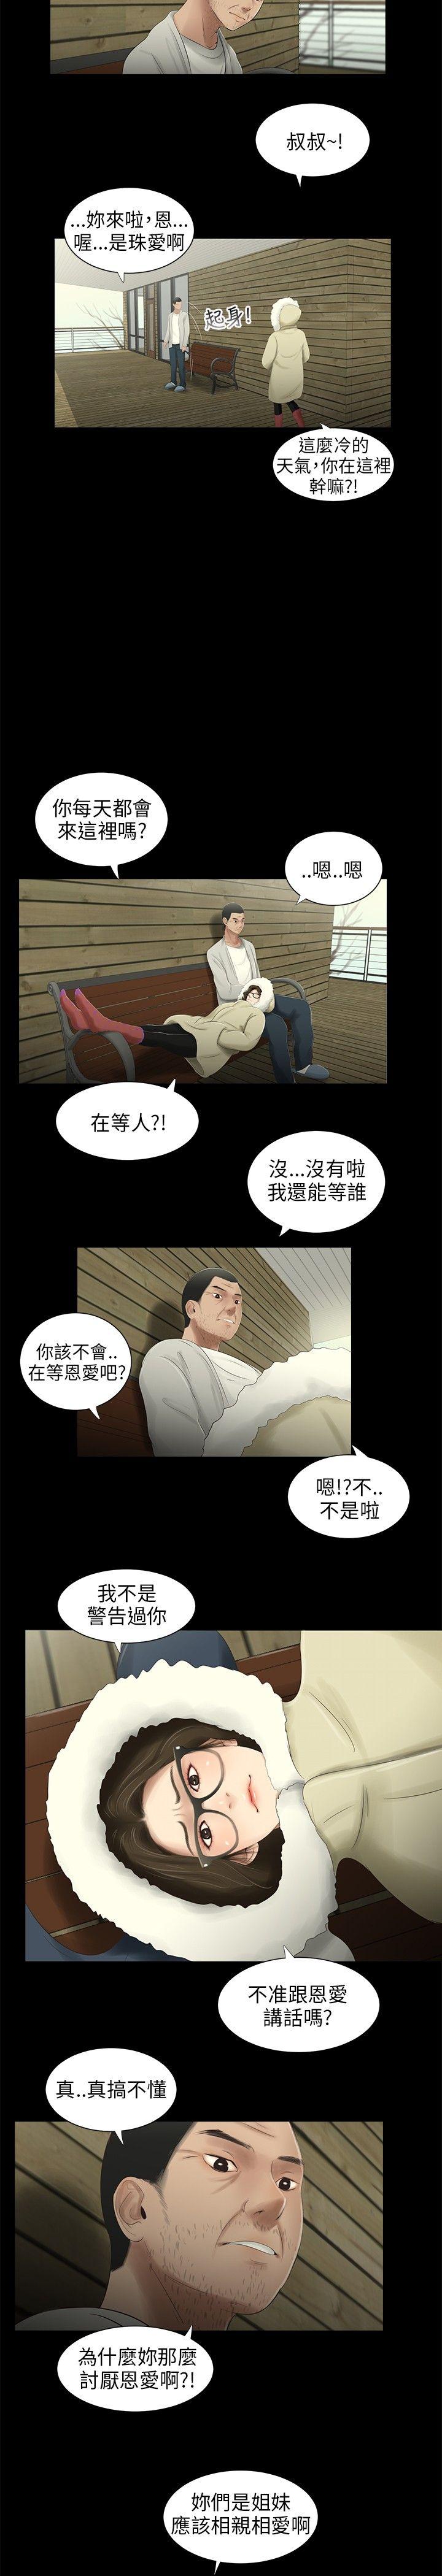 叔叔~!
...妳來啦，恩...
喔...是珠愛啊
起身!
這麼冷的
天氣，你在這裡
幹嘛?!
你每天都會
來這裡嗎?
..嗯..嗯
在等人?!
沒...沒有啦
我還能等誰
你該不會..
在等恩愛吧?
嗯!?不..
不是啦
我不是
警告過你
不准跟恩愛
講話嗎?
真..真搞不懂
為什麼妳那麼
討厭恩愛啊?!
妳們是姐妹
應該相親相愛啊